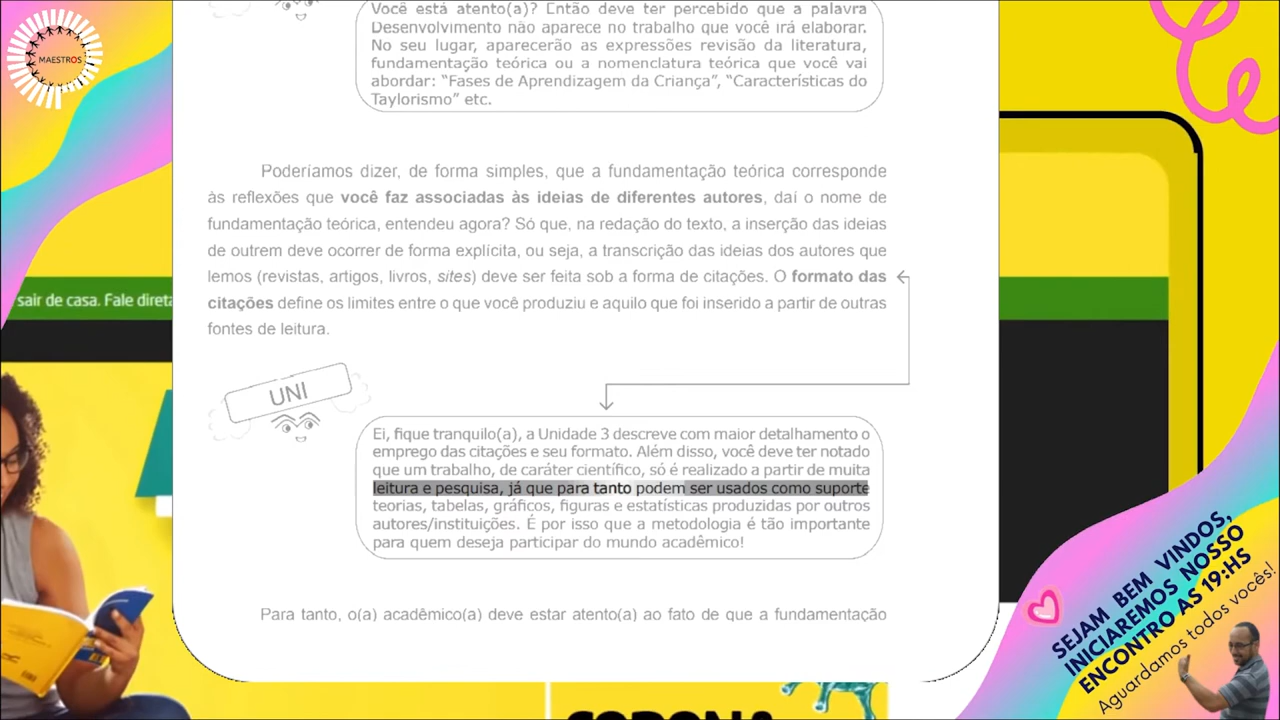 MAESTROS
Você está atento(a)? Então deve ter percebido que a palavra
Desenvolvimento não aparece no trabalho que você irá elaborar.
No seu lugar, aparecerão as expressões revisão da literatura,
fundamentação teórica ou a nomenclatura teórica que você vai
abordar: “Fases de Aprendizagem da Criança”, “Características do
Taylorismo” etc.
Poderíamos dizer, de forma simples, que a fundamentação teórica corresponde
às reflexões que você faz associadas às ideias de diferentes autores, daí o nome de
fundamentação teórica, entendeu agora? Só que, na redação do texto, a inserção das ideias
de outrem deve ocorrer de forma explícita, ou seja, a transcrição das ideias dos autores que
lemos (revistas, artigos, livros, sites) deve ser feita sob a forma de citações. O formato das
citações define os limites entre o que você produziu e aquilo que foi inserido a partir de outras
fontes de leitura.
sair de casa. Fale direta
UNI
Ei, fique tranquilo(a), a Unidade 3 descreve com maior detalhamento o
emprego das citações e seu formato. Além disso, você deve ter notado
que um trabalho, de caráter científico, só é realizado a partir de muita
leitura e pesquisa, já que para tanto podem ser usados como suporte
teorias, tabelas, gráficos, figuras e estatísticas produzidas por outros
autores/instituições. É por isso que a metodologia é tão importante
para quem deseja participar do mundo acadêmico!
Para tanto, o(a) acadêmico(a) deve estar atento(a) ao fato de que a fundamentação
SEJAM BEM VINDOS,
INICIAREMOS NOSSO
ENCONTRO AS 19:HS
Aguardamos todos vocês!